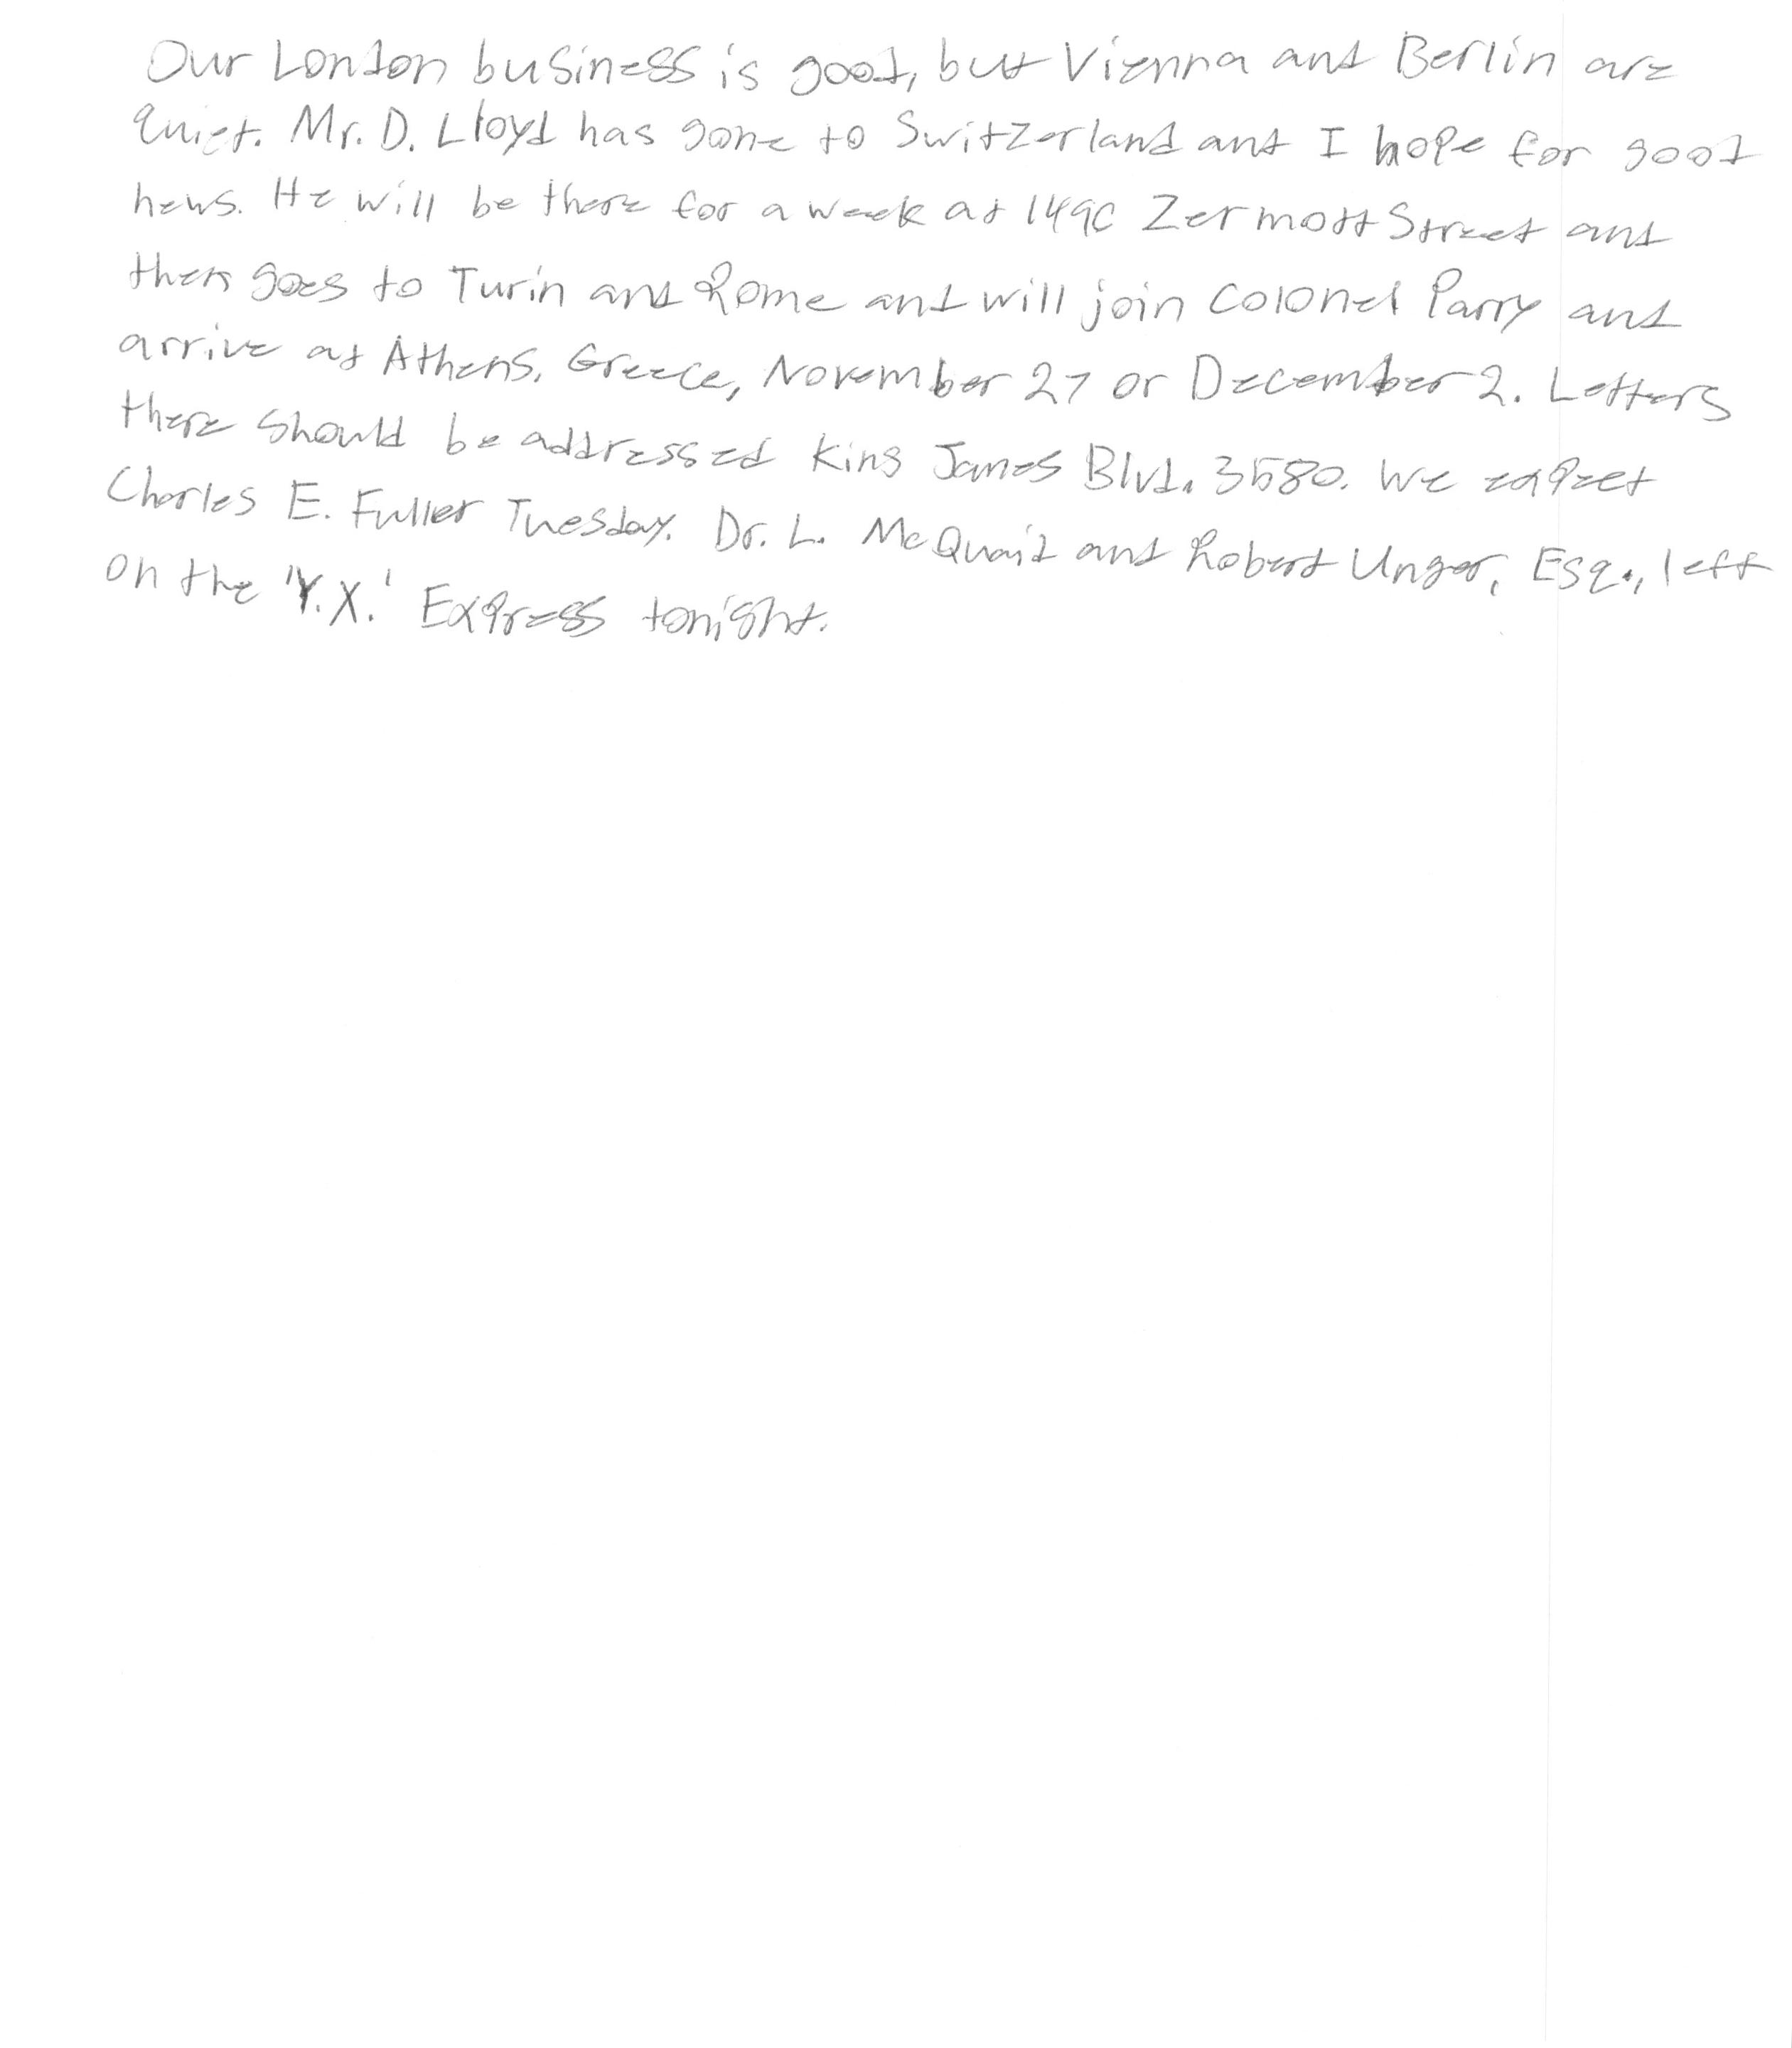 Our London business is good, but Vienna and Berlin are
quiet. Mr. D. Lloyd has gone to Switzerland and I hope for good
news. He will be there for a week at 1490 Zermott Street and
then goes to Turin and Rome and will join Colonel Parry and
arrive at Athens, Greece, November 27 or December 2. Letters
there should be addressed King James Blvd. 3580. We expect
Charles E. Fuller Tuesday. Dr. L. McQuaid and Robert Unger, Esq., left
on the 'Y.X.' Express tonight.